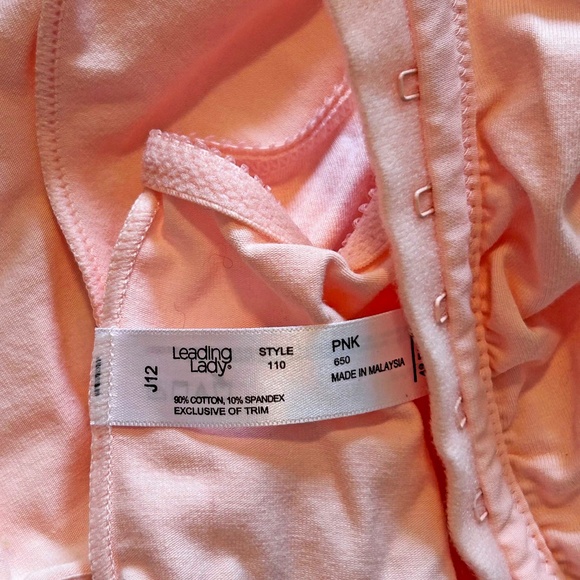 J12
Leading
Lady®
STYLE
110
PNK
650
MADE IN MALAYSIA
90% COTTON, 10% SPANDEX
EXCLUSIVE OF TRIM